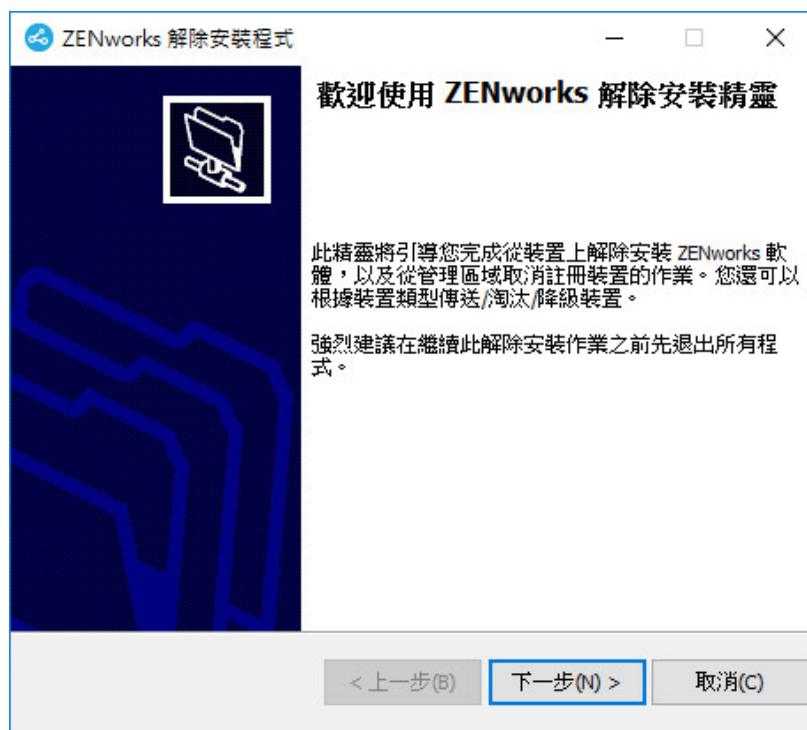 ZENworks 解除安裝程式
歡迎使用 ZENworks 解除安裝精靈
此精靈將引導您完成從裝置上解除安裝 ZENworks 軟
體，以及從管理區域取消註冊裝置的作業。您還可以
根據裝置類型傳送/淘汰/降級裝置。
強烈建議在繼續此解除安裝作業之前先退出所有程
式。
< 上一步(B)
下一步(N) >
取消(C)